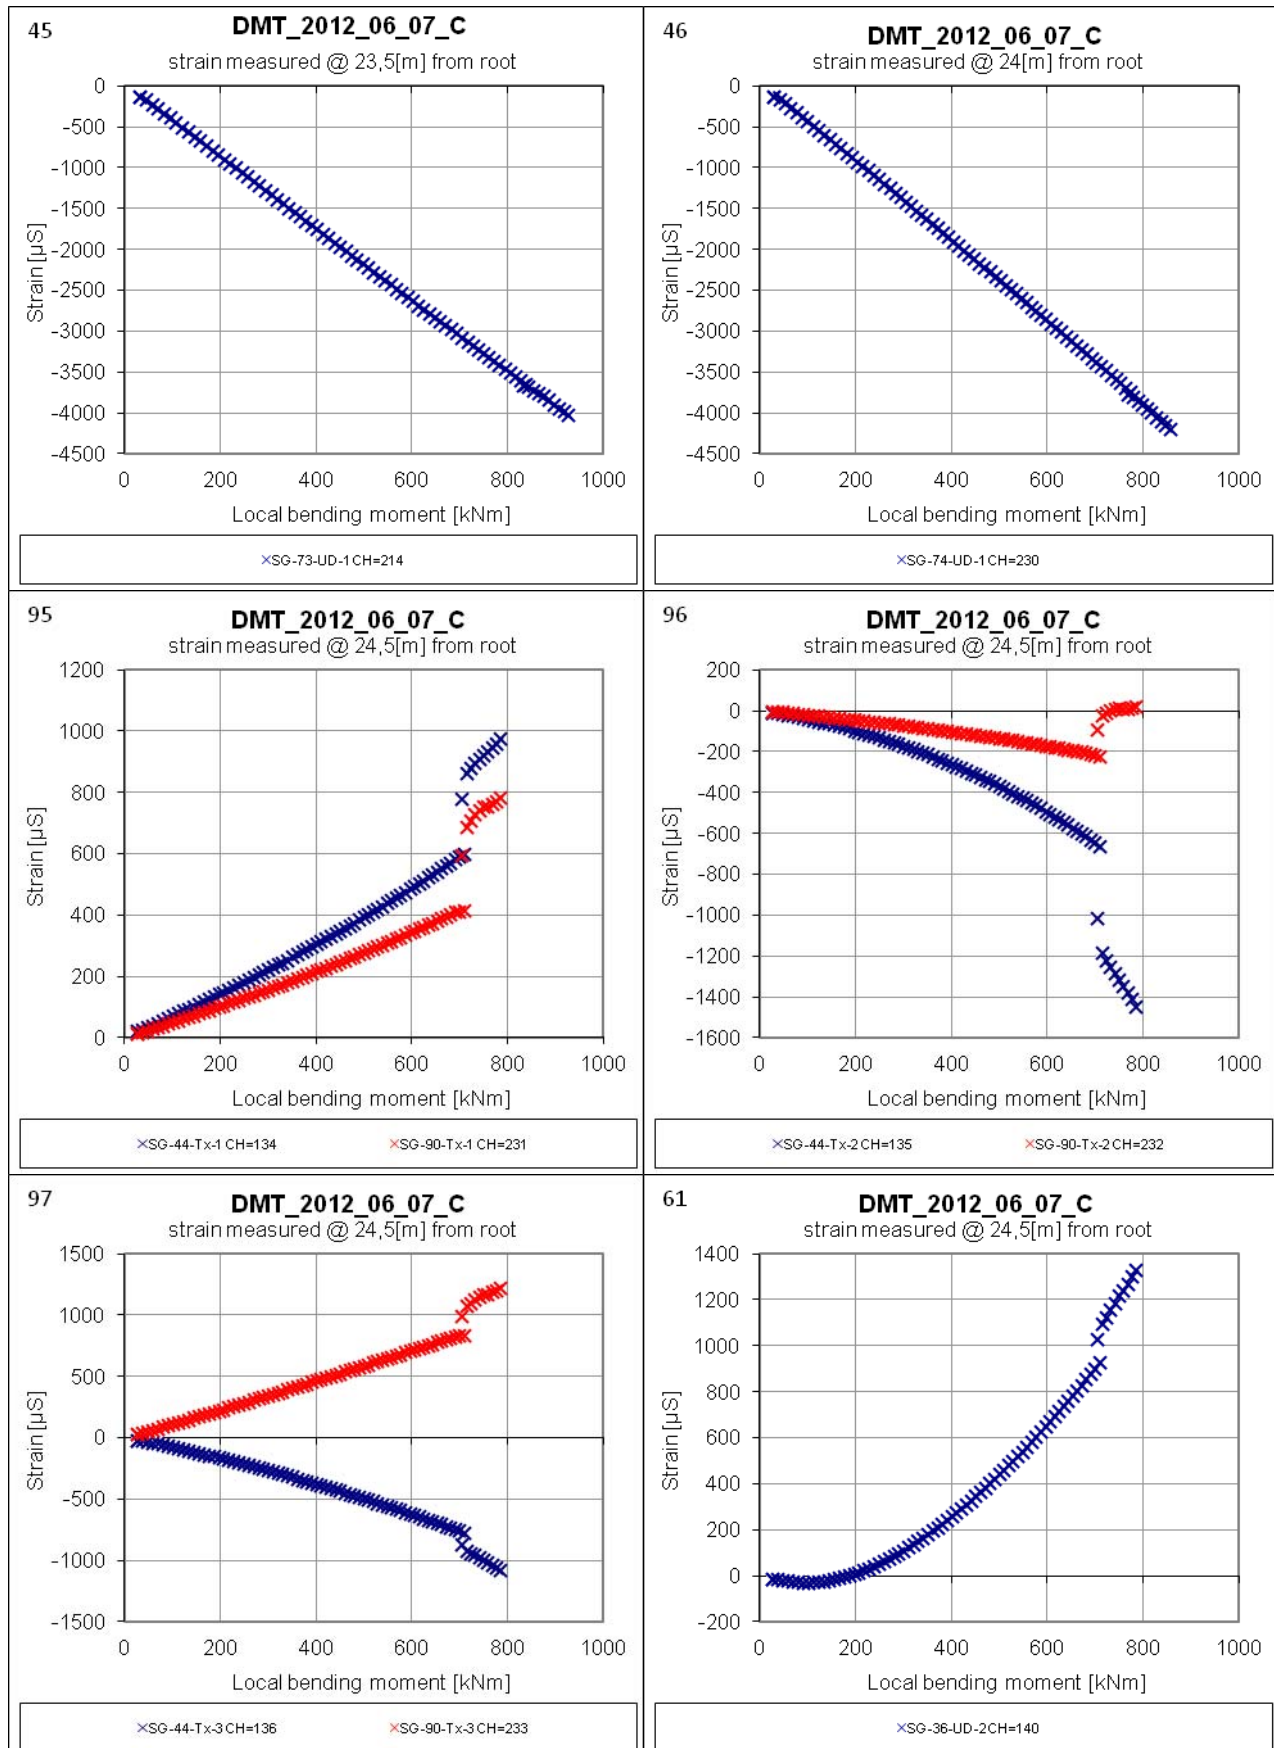 45
DMT_2012_06_07_C
strain measured @ 23,5[m] from root
0
-500
-1000
-1500
-2000
-2500
-3000
-3500
-4000
-4500
Strain [µS]
0 200 400 600 800 1000
Local bending moment [kNm]
SG-73-UD-1 CH=214
46
DMT_2012_06_07_C
strain measured @ 24[m] from root
0
-500
-1000
-1500
-2000
-2500
-3000
-3500
-4000
-4500
Strain [µS]
0 200 400 600 800 1000
Local bending moment [kNm]
SG-74-UD-1 CH=230
95
DMT_2012_06_07_C
strain measured @ 24,5[m] from root
1200
1000
800
600
400
200
0
Strain [µS]
0 200 400 600 800 1000
Local bending moment [kNm]
SG-44-Tx-1 CH=134 SG-90-Tx-1 CH=231
96
DMT_2012_06_07_C
strain measured @ 24,5[m] from root
200
0
-200
-400
-600
-800
-1000
-1200
-1400
-1600
Strain [µS]
0 200 400 600 800 1000
Local bending moment [kNm]
SG-44-Tx-2 CH=135 SG-90-Tx-2 CH=232
97
DMT_2012_06_07_C
strain measured @ 24,5[m] from root
1500
1000
500
0
-500
-1000
-1500
Strain [µS]
0 200 400 600 800 1000
Local bending moment [kNm]
SG-44-Tx-3 CH=136 SG-90-Tx-3 CH=233
61
DMT_2012_06_07_C
strain measured @ 24,5[m] from root
1400
1200
1000
800
600
400
200
0
-200
Strain [µS]
0 200 400 600 800 1000
Local bending moment [kNm]
SG-36-UD-2 CH=140